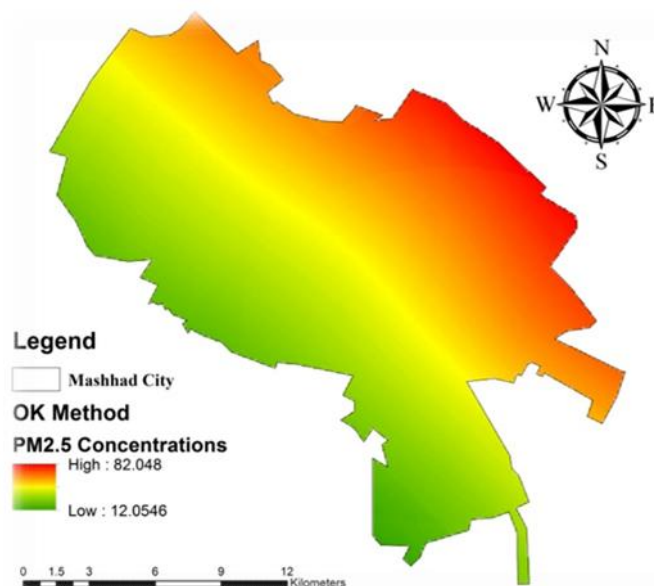 N
W E
S
Legend
Mashhad City
OK Method
PM2.5 Concentrations
High : 82.048
Low : 12.0546
0 1.5 3 6 9 12
Kilometers